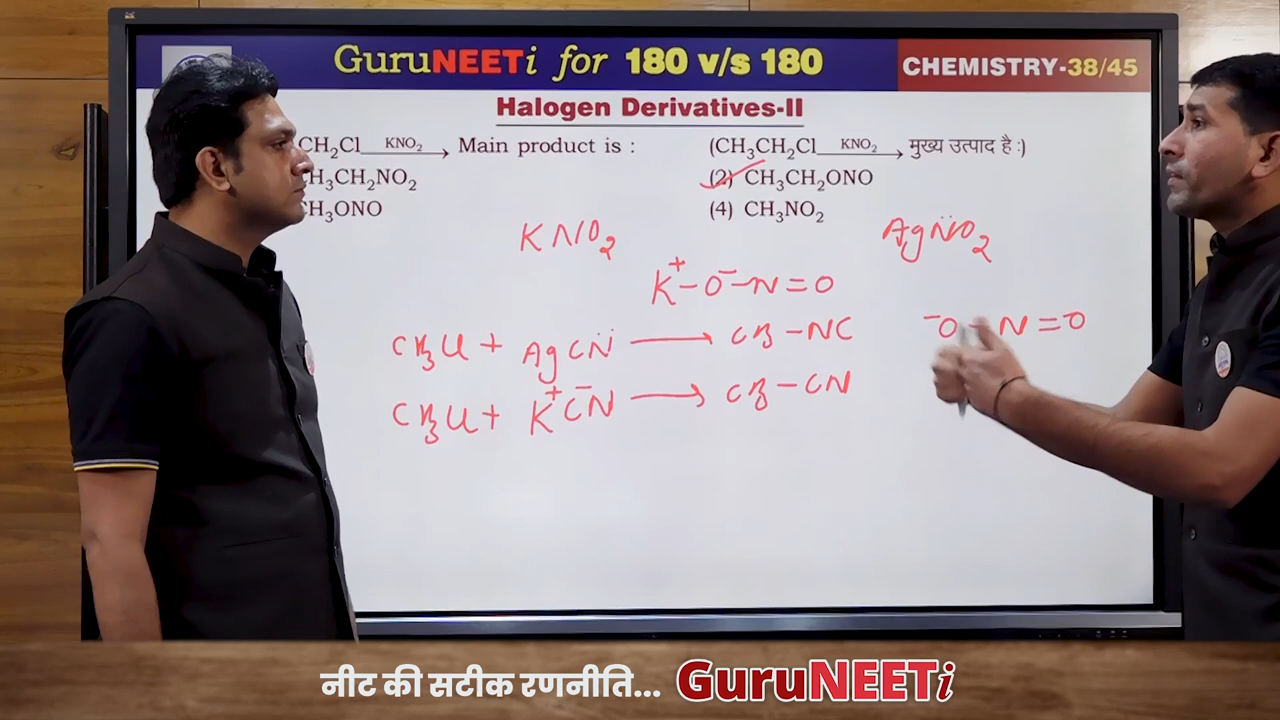 GuruNEETi for 180 v/s 180
CHEMISTRY-38/45
Halogen Derivatives-II
CH₂Cl KNO₂ → Main product is :
(CH₃CH₂Cl KNO₂ → मुख्य उत्पाद है :)
H₃CH₂NO₂
(2) CH₃CH₂ONO
H₃ONO
(4) CH₃NO₂
KNO₂
AgNO₂
K⁺-O⁻-N=O
⁻O-N=O
CH₃Cl + AgCN → CH₃-NC
CH₃Cl + K⁺C⁻N → CH₃-CN
नीट की सटीक रणनीति... GuruNEETi